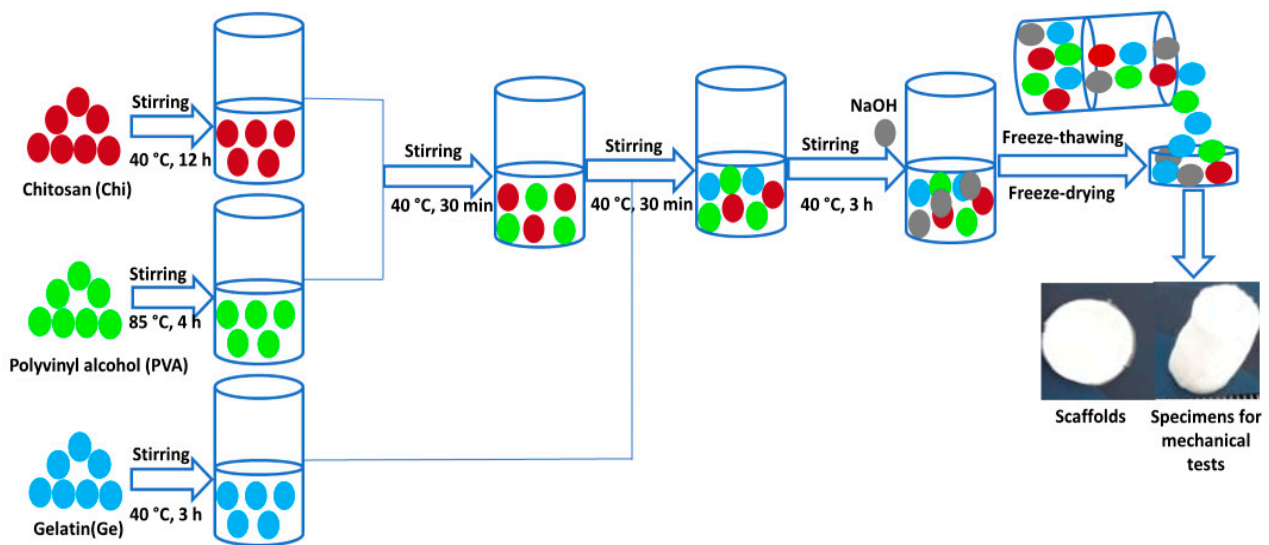 Stirring
40 °C, 12 h
Chitosan (Chi)
Stirring
85 °C, 4 h
Polyvinyl alcohol (PVA)
Stirring
40 °C, 3 h
Gelatin(Ge)
Stirring
40 °C, 30 min
Stirring
40 °C, 30 min
Stirring
40 °C, 3 h
NaOH
Freeze-thawing
Freeze-drying
Scaffolds
Specimens for
mechanical
tests